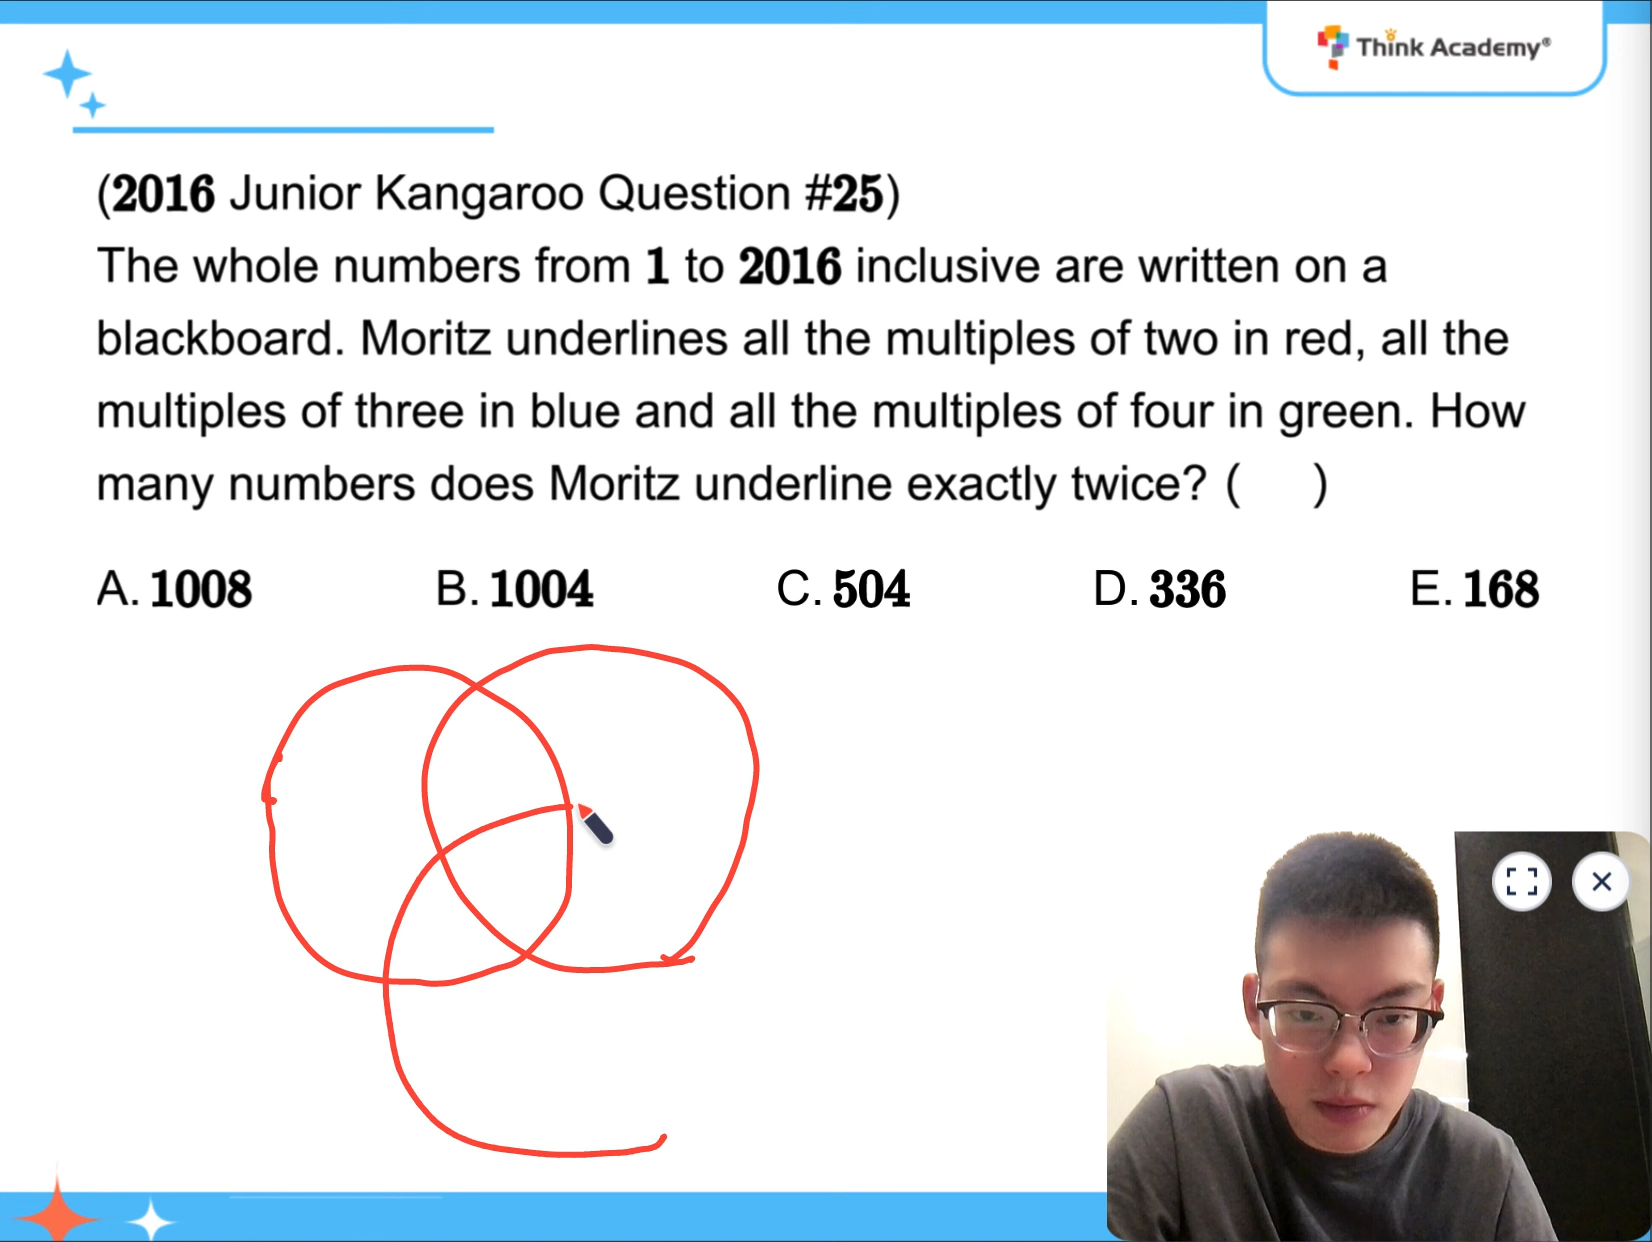 Think Academy®
(2016 Junior Kangaroo Question #25)
The whole numbers from 1 to 2016 inclusive are written on a
blackboard. Moritz underlines all the multiples of two in red, all the
multiples of three in blue and all the multiples of four in green. How
many numbers does Moritz underline exactly twice? ( )
A. 1008 B. 1004 C. 504 D. 336 E. 168